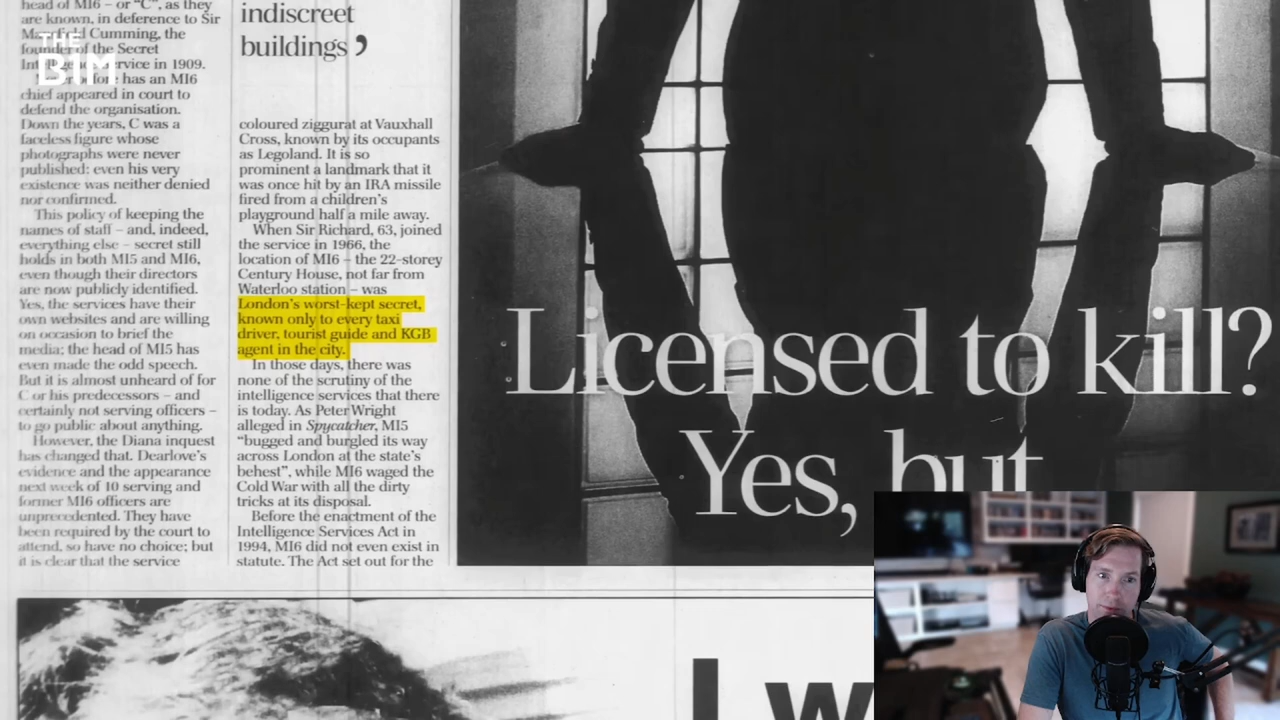 THE
B1M
head of MI6 – or “C”, as they
are known, in deference to Sir
Mansfield Cumming, the
founder of the Secret
Intelligence Service in 1909.
before has an MI6
chief appeared in court to
defend the organisation.
Down the years, C was a
faceless figure whose
photographs were never
published: even his very
existence was neither denied
nor confirmed.
This policy of keeping the
names of staff – and, indeed,
everything else – secret still
holds in both MI5 and MI6,
even though their directors
are now publicly identified.
Yes, the services have their
own websites and are willing
on occasion to brief the
media; the head of MI5 has
even made the odd speech.
But it is almost unheard of for
C or his predecessors – and
certainly not serving officers –
to go public about anything.
However, the Diana inquest
has changed that. Dearlove’s
evidence and the appearance
next week of 10 serving and
former MI6 officers are
unprecedented. They have
been required by the court to
attend, so have no choice; but
it is clear that the service
indiscreet
buildings ’
coloured ziggurat at Vauxhall
Cross, known by its occupants
as Legoland. It is so
prominent a landmark that it
was once hit by an IRA missile
fired from a children’s
playground half a mile away.
When Sir Richard, 63, joined
the service in 1966, the
location of MI6 – the 22-storey
Century House, not far from
Waterloo station – was
London’s worst-kept secret,
known only to every taxi
driver, tourist guide and KGB
agent in the city.
In those days, there was
none of the scrutiny of the
intelligence services that there
is today. As Peter Wright
alleged in Spycatcher, MI5
“bugged and burgled its way
across London at the state’s
behest”, while MI6 waged the
Cold War with all the dirty
tricks at its disposal.
Before the enactment of the
Intelligence Services Act in
1994, MI6 did not even exist in
statute. The Act set out for the
Licensed to kill?
Yes, but
I w